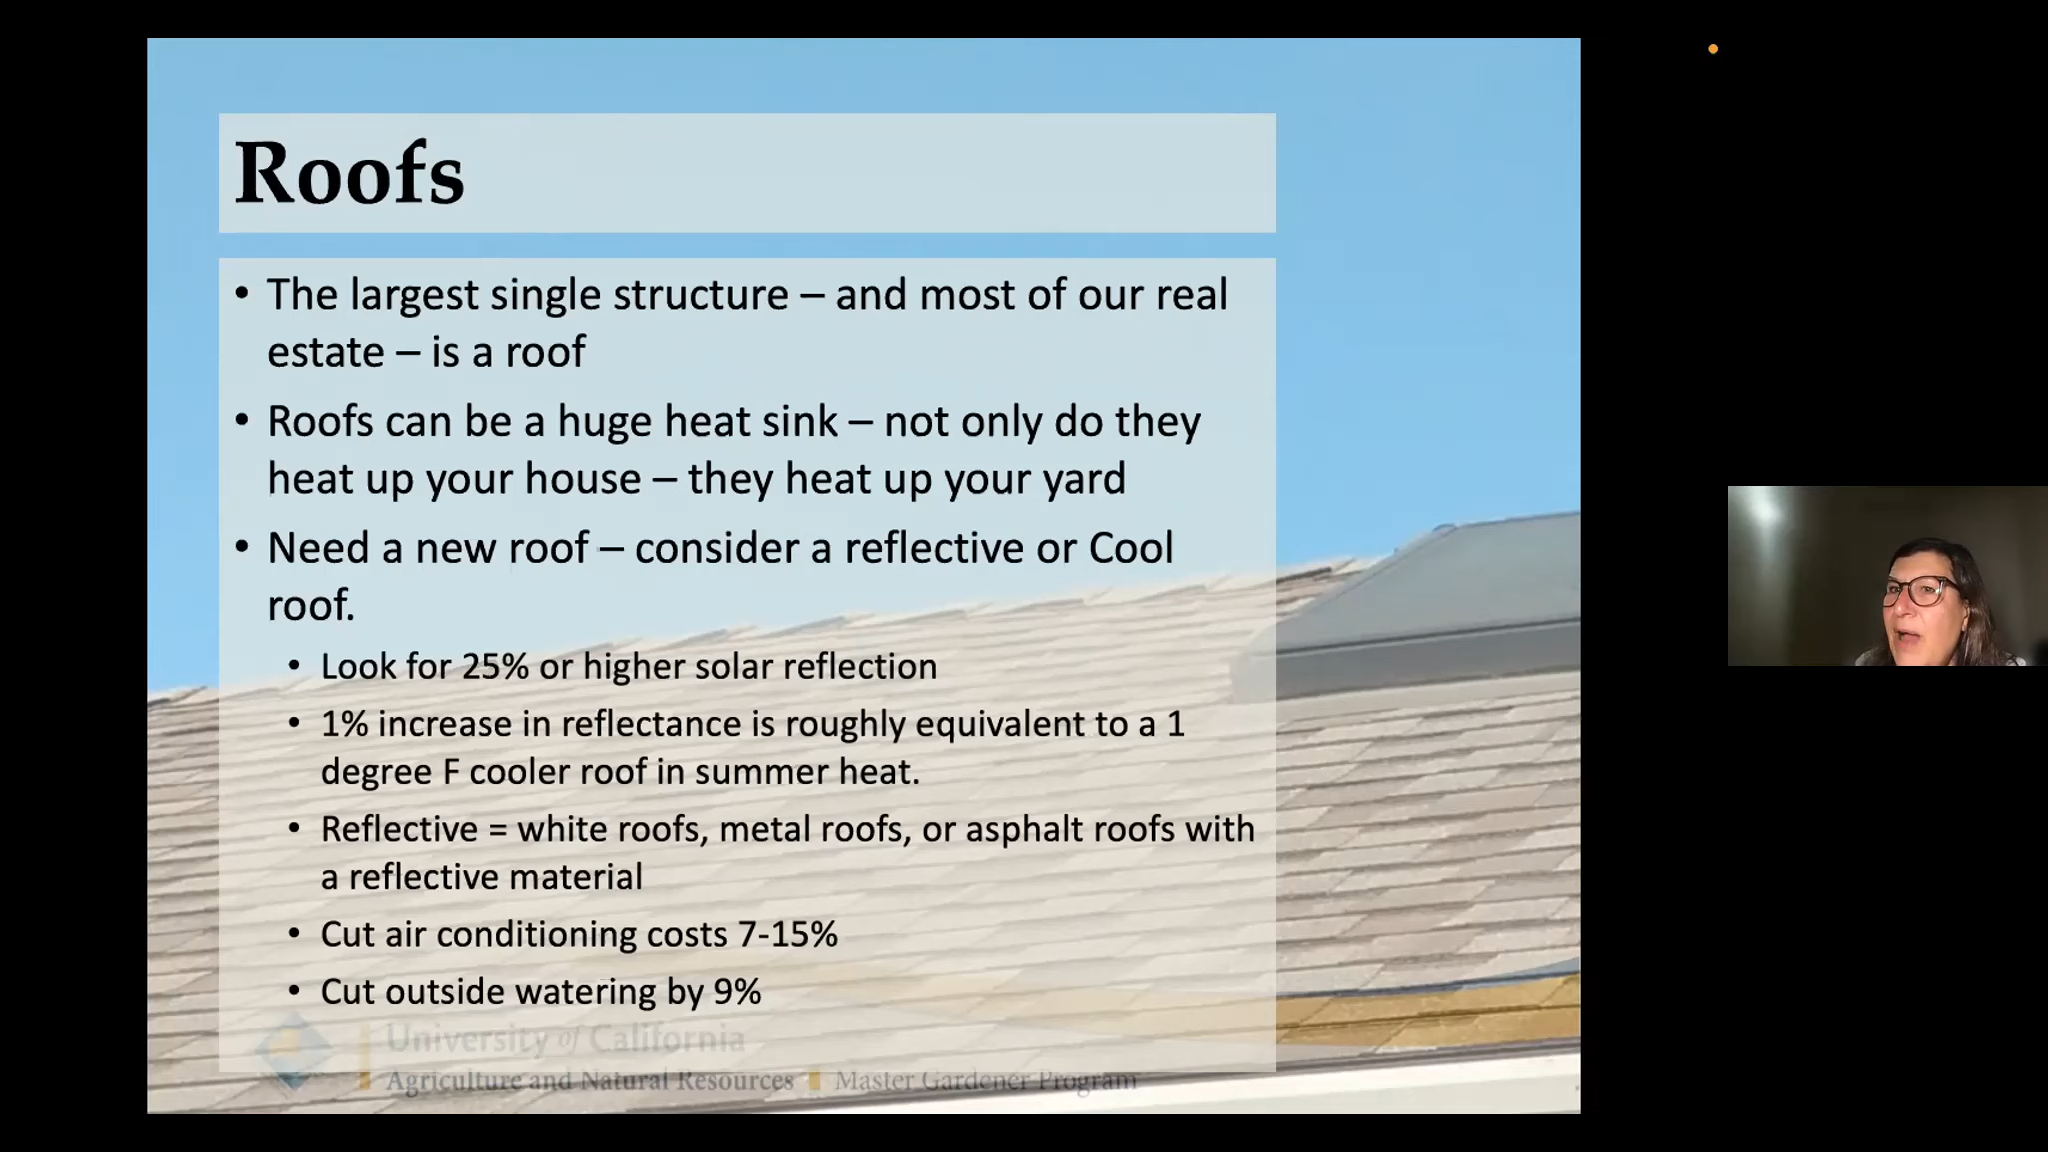 Roofs
• The largest single structure – and most of our real
estate – is a roof
• Roofs can be a huge heat sink – not only do they
heat up your house – they heat up your yard
• Need a new roof – consider a reflective or Cool
roof.
• Look for 25% or higher solar reflection
• 1% increase in reflectance is roughly equivalent to a 1
degree F cooler roof in summer heat.
• Reflective = white roofs, metal roofs, or asphalt roofs with
a reflective material
• Cut air conditioning costs 7-15%
• Cut outside watering by 9%
University of California
Agriculture and Natural Resources Master Gardener Program